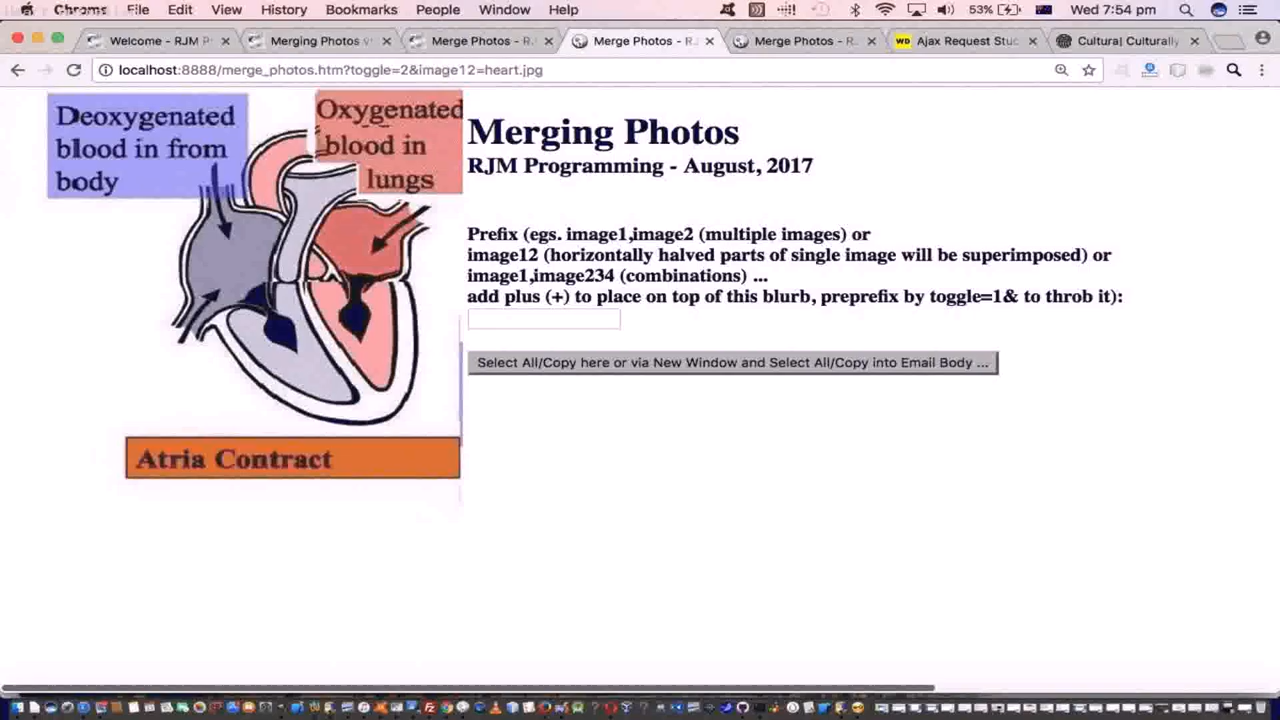 Chrome File Edit View History Bookmarks People Window Help 53% Wed 7:54 pm
Welcome - RJM P Merging Photos Merge Photos - R Merge Photos - RJ Merge Photos - RJ WD Ajax Request Stud Cultural| Culturally
localhost:8888/merge_photos.htm?toggle=2&image12=heart.jpg
Deoxygenated
blood in from
body
Oxygenated
blood in
lungs
Atria Contract
Merging Photos
RJM Programming - August, 2017
Prefix (egs. image1,image2 (multiple images) or
image12 (horizontally halved parts of single image will be superimposed) or
image1,image234 (combinations) ...
add plus (+) to place on top of this blurb, preprefix by toggle=1& to throb it):
Select All/Copy here or via New Window and Select All/Copy into Email Body ...